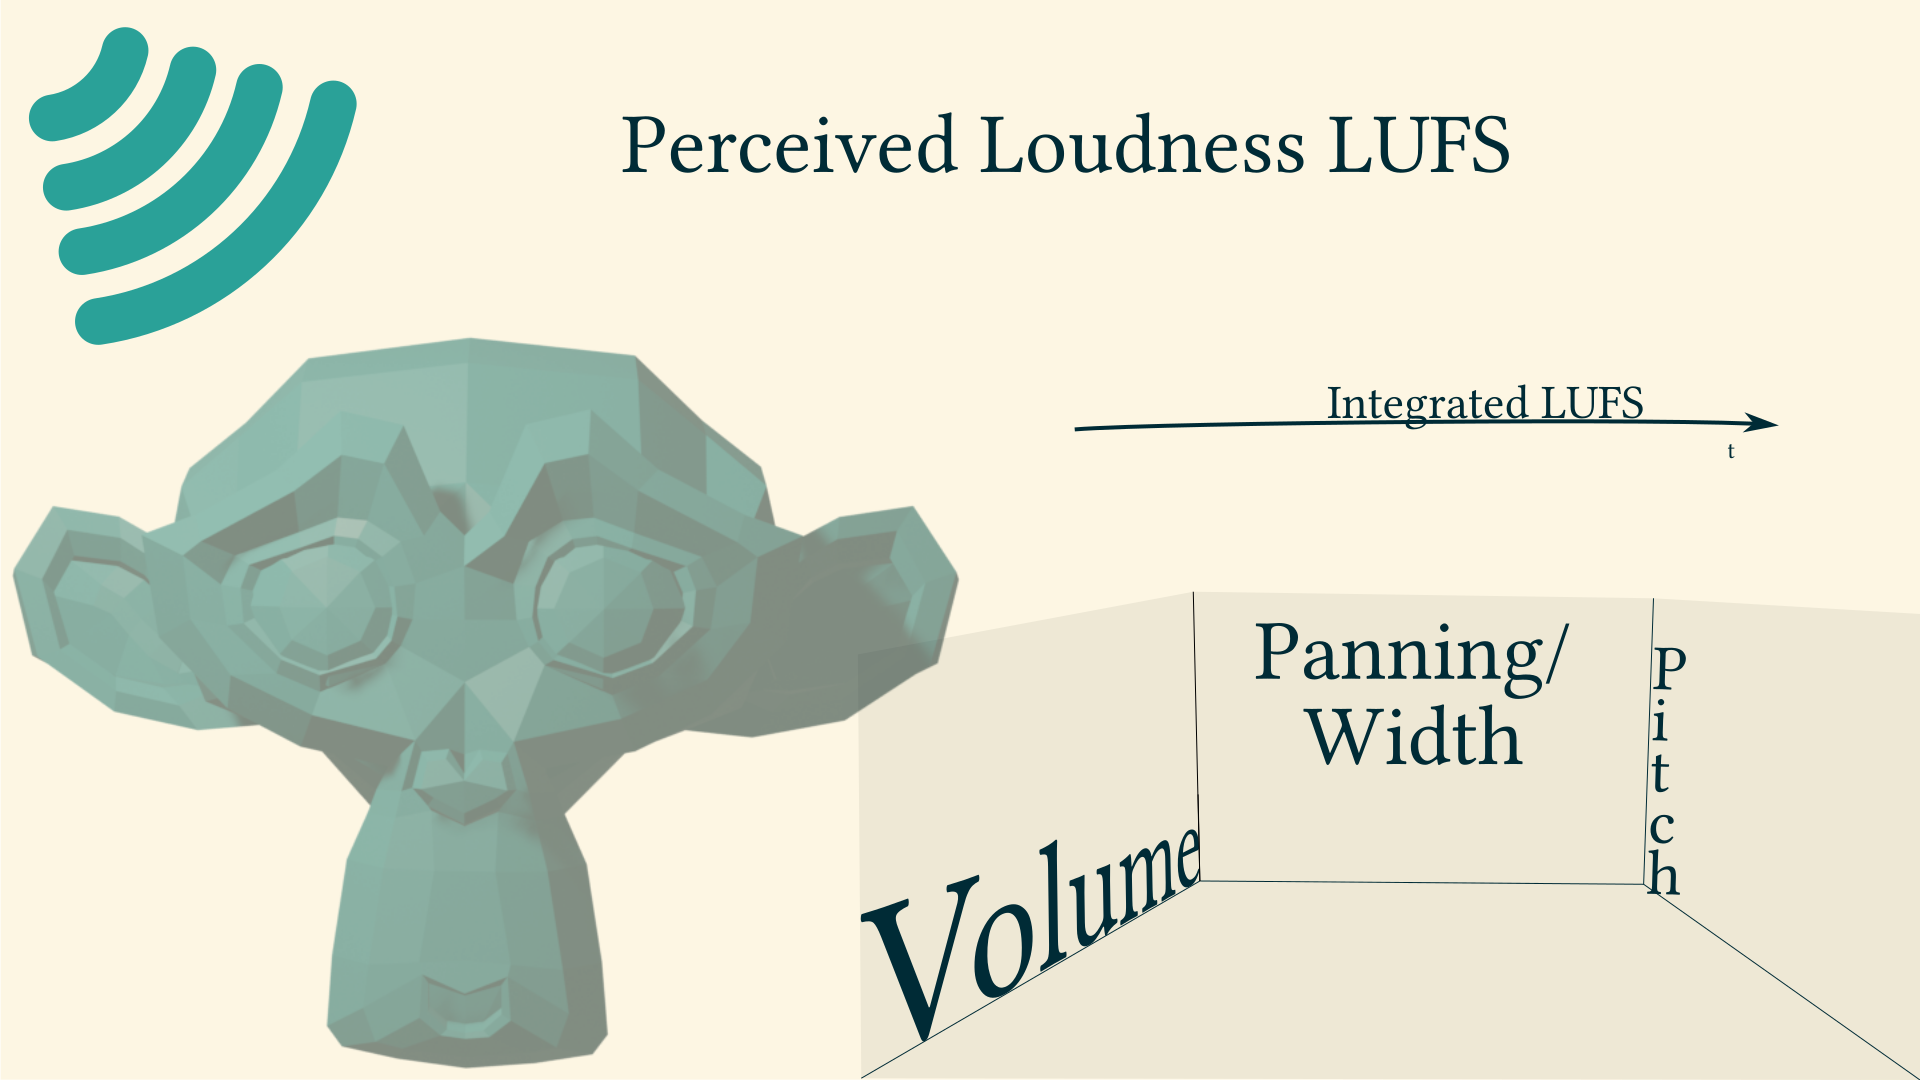 Perceived Loudness LUFS
Integrated LUFS
t
Panning/
Width
Pitch
Volume